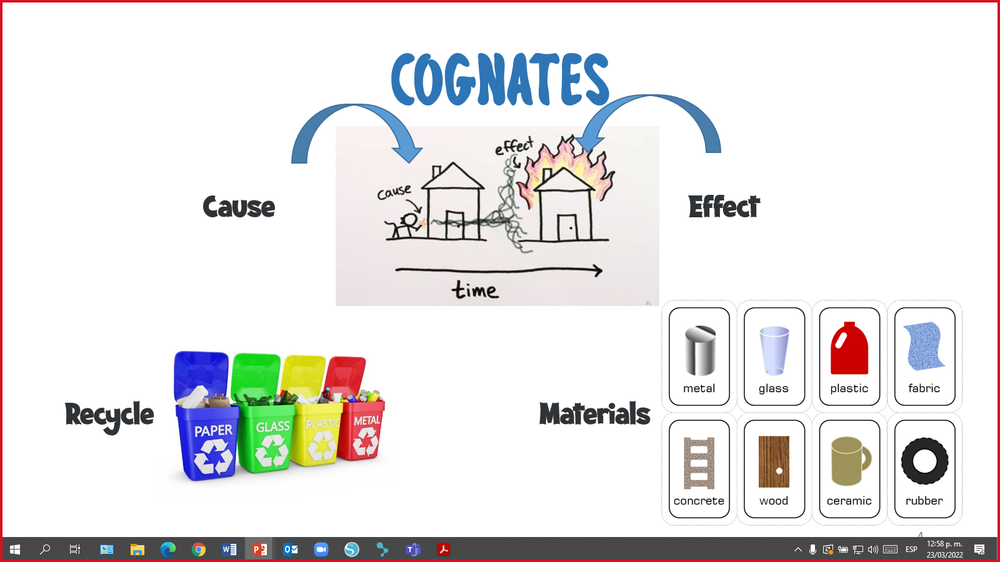 COGNATES
Cause
cause
effect
time
Effect
Recycle
PAPER
GLASS
PLASTIC
METAL
Materials
metal
glass
plastic
fabric
concrete
wood
ceramic
rubber
4
ESP
12:58 p. m.
23/03/2022